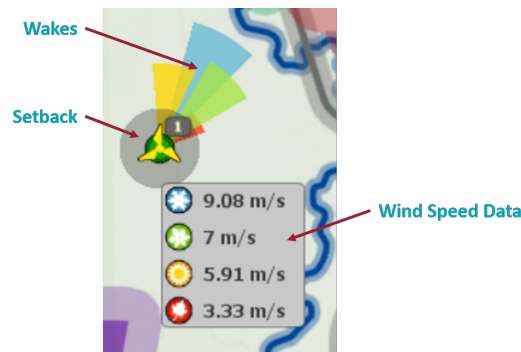 Wakes
Setback
1
9.08 m/s
7 m/s
Wind Speed Data
5.91 m/s
3.33 m/s